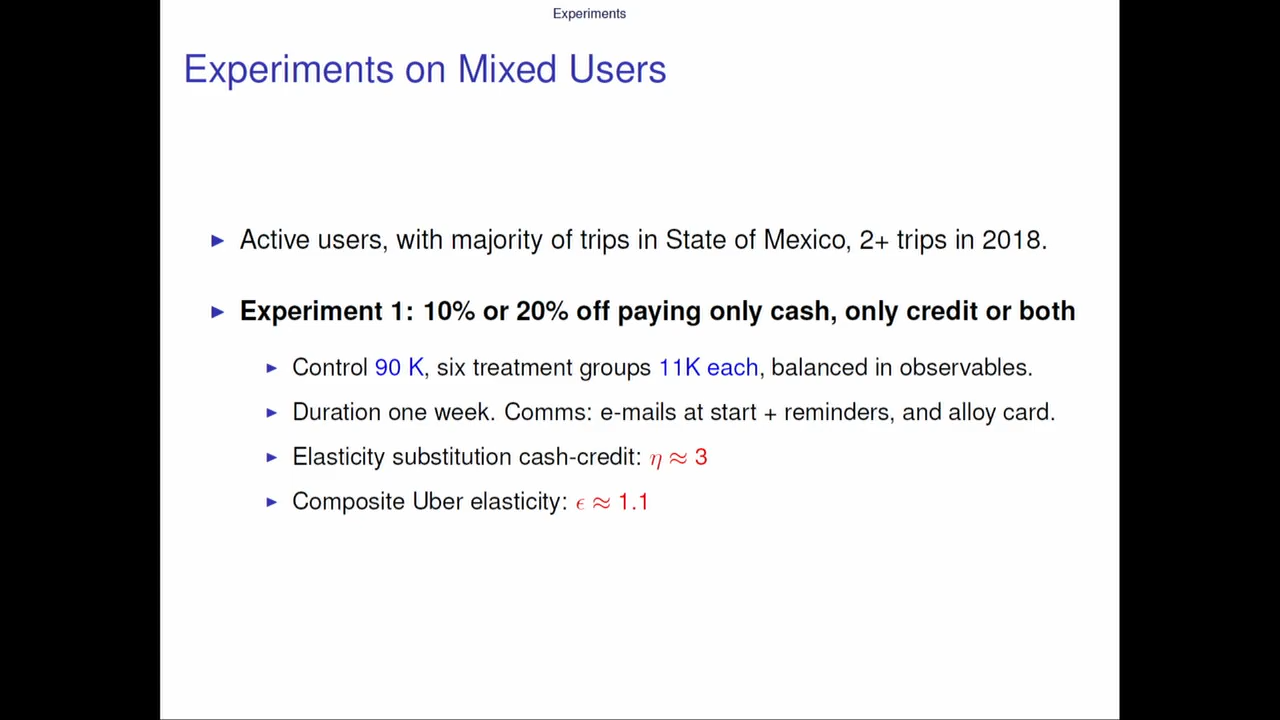 Experiments
Experiments on Mixed Users
▶ Active users, with majority of trips in State of Mexico, 2+ trips in 2018.
▶ Experiment 1: 10% or 20% off paying only cash, only credit or both
▶ Control 90 K, six treatment groups 11K each, balanced in observables.
▶ Duration one week. Comms: e-mails at start + reminders, and alloy card.
▶ Elasticity substitution cash-credit: η ≈ 3
▶ Composite Uber elasticity: ϵ ≈ 1.1